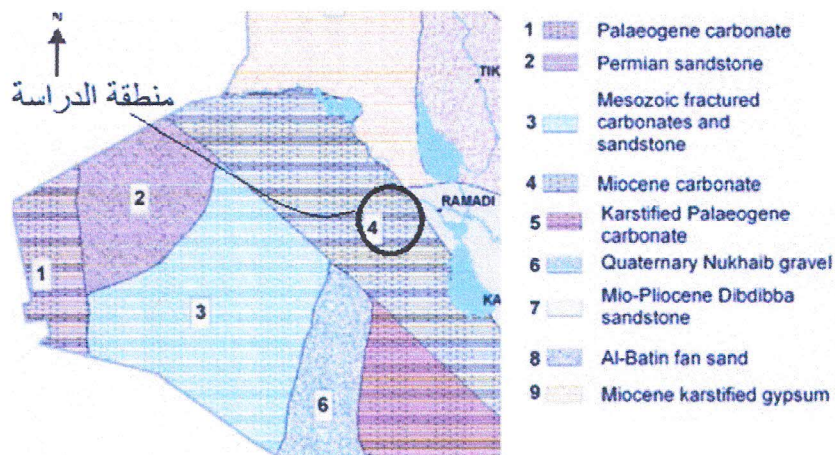 N
منطقة الدراسة
TIK
RAMADI
KA
1
2
3
4
6
1 Palaeogene carbonate
2 Permian sandstone
3 Mesozoic fractured
carbonates and
sandstone
4 Miocene carbonate
5 Karstified Palaeogene
carbonate
6 Quaternary Nukhaib gravel
7 Mio-Pliocene Dibdibba
sandstone
8 Al-Batin fan sand
9 Miocene karstified gypsum